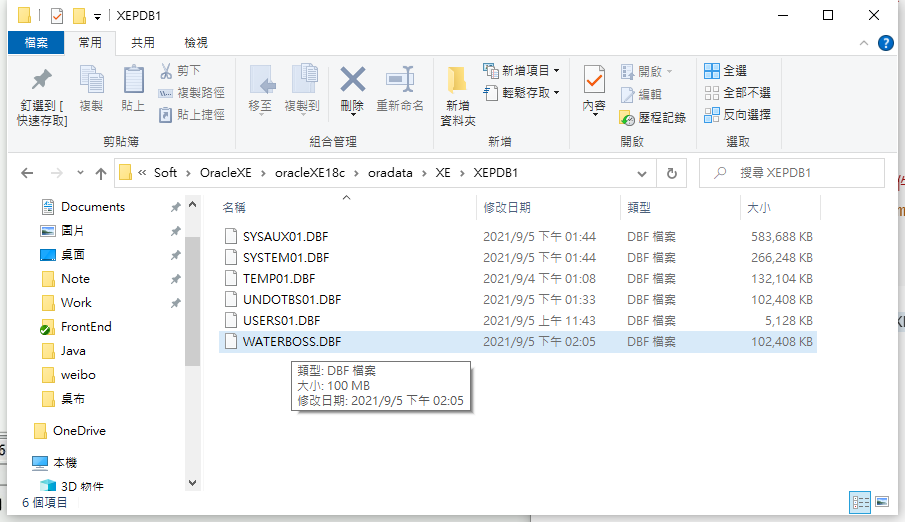 XEPDB1
檔案 常用 共用 檢視
釘選到 [快速存取]
複製
貼上
剪下
複製路徑
貼上捷徑
剪貼簿
移至
複製到
刪除
重新命名
組合管理
新增資料夾
新增項目
輕鬆存取
新增
內容
開啟
編輯
歷程記錄
開啟
全選
全部不選
反向選擇
選取
« Soft > OracleXE > oracleXE18c > oradata > XE > XEPDB1
搜尋 XEPDB1
Documents
圖片
桌面
Note
Work
FrontEnd
Java
weibo
桌布
OneDrive
本機
3D 物件
名稱 修改日期 類型 大小
SYSAUX01.DBF 2021/9/5 下午 01:44 DBF 檔案 583,688 KB
SYSTEM01.DBF 2021/9/5 下午 01:44 DBF 檔案 266,248 KB
TEMP01.DBF 2021/9/4 下午 01:08 DBF 檔案 132,104 KB
UNDOTBS01.DBF 2021/9/5 下午 01:33 DBF 檔案 102,408 KB
USERS01.DBF 2021/9/5 上午 11:43 DBF 檔案 5,128 KB
WATERBOSS.DBF 2021/9/5 下午 02:05 DBF 檔案 102,408 KB
類型: DBF 檔案
大小: 100 MB
修改日期: 2021/9/5 下午 02:05
6 個項目